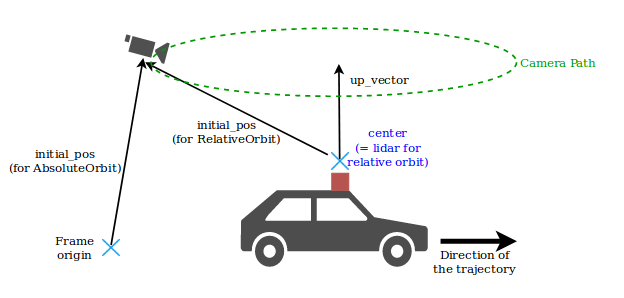 Camera Path
up_vector
initial_pos
(for RelativeOrbit)
center
(= lidar for
relative orbit)
initial_pos
(for AbsoluteOrbit)
Frame
origin
Direction of
the trajectory